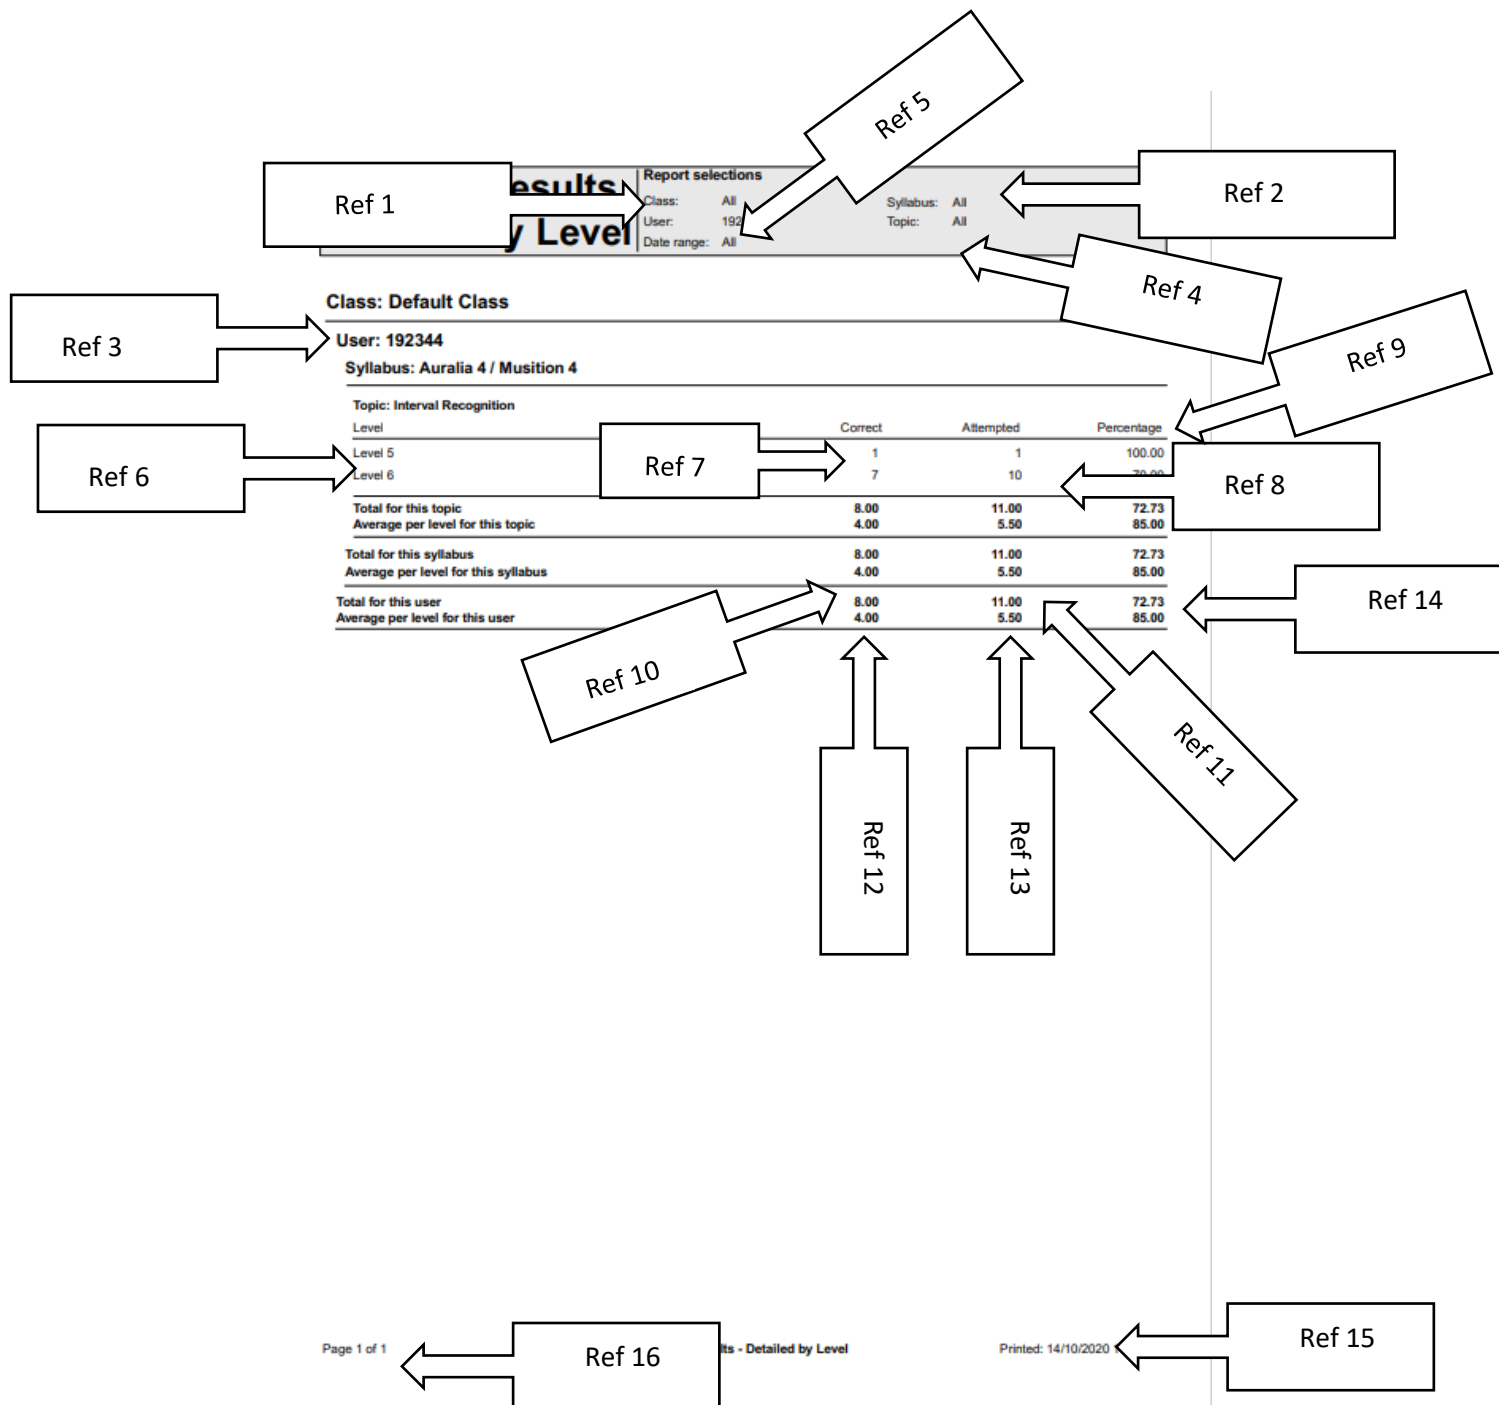 Ref 5
Report selections
Ref 1
Class: All
Syllabus: All
Ref 2
User: 192
Topic: All
y Level
Date range: All
Ref 4
Class: Default Class
Ref 3
User: 192344
Ref 9
Syllabus: Auralia 4 / Musition 4
Topic: Interval Recognition
Level Correct Attempted Percentage
Level 5 1 1 100.00
Ref 6
Ref 7
Level 6 7 10
Ref 8
Total for this topic 8.00 11.00 72.73
Average per level for this topic 4.00 5.50 85.00
Total for this syllabus 8.00 11.00 72.73
Average per level for this syllabus 4.00 5.50 85.00
Total for this user 8.00 11.00 72.73
Average per level for this user 4.00 5.50 85.00
Ref 14
Ref 10
Ref 11
Ref 12
Ref 13
Page 1 of 1
Ref 16
lts - Detailed by Level
Printed: 14/10/2020
Ref 15